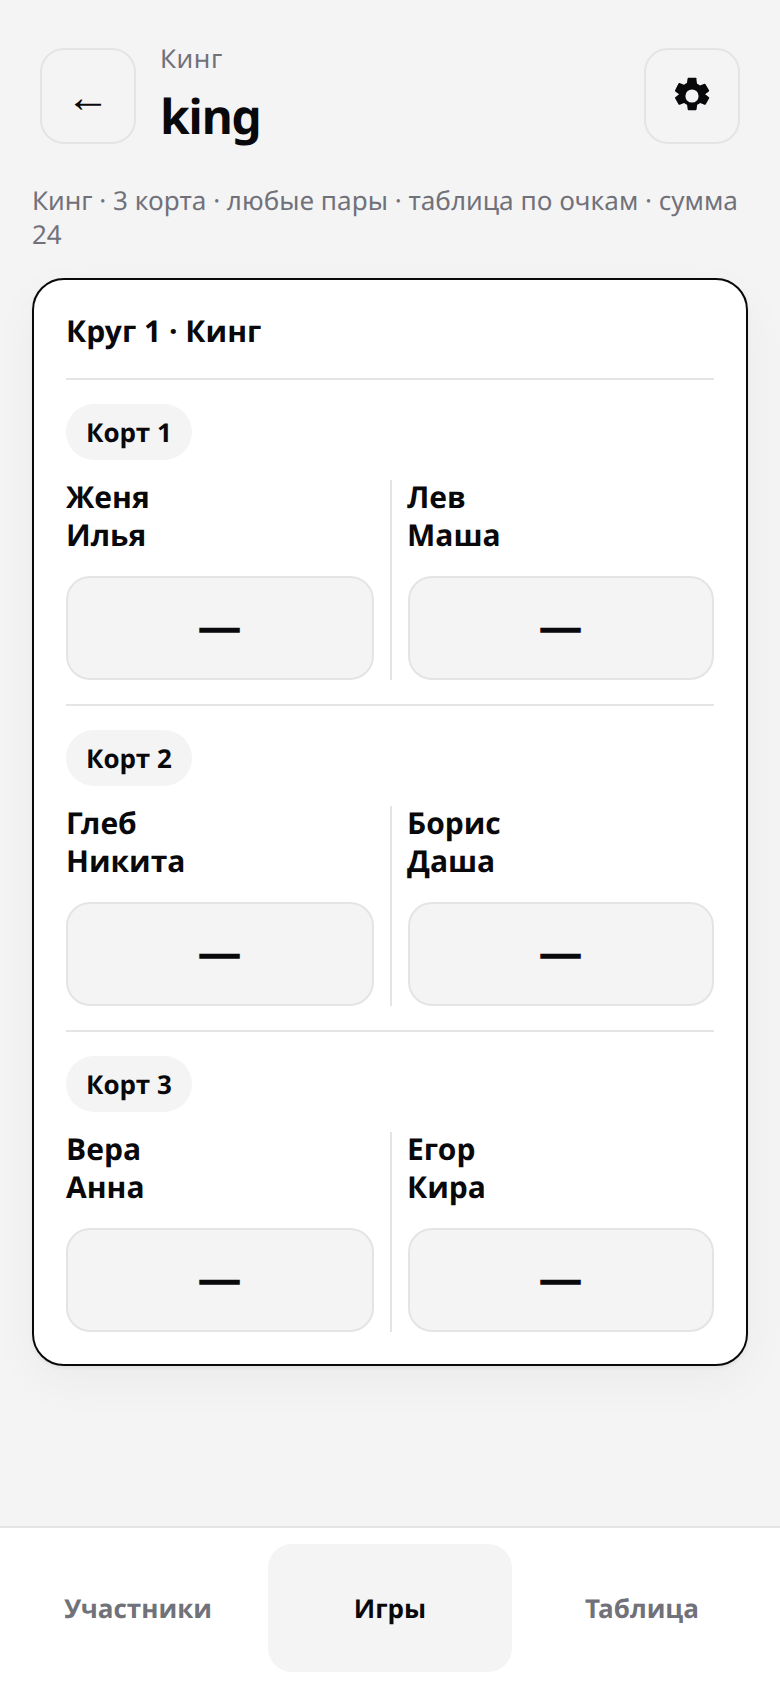 ←
Кинг
king
Кинг · 3 корта · любые пары · таблица по очкам · сумма
24
Круг 1 · Кинг
Корт 1
Женя
Илья
Лев
Маша
—
—
Корт 2
Глеб
Никита
Борис
Даша
—
—
Корт 3
Вера
Анна
Егор
Кира
—
—
Участники
Игры
Таблица